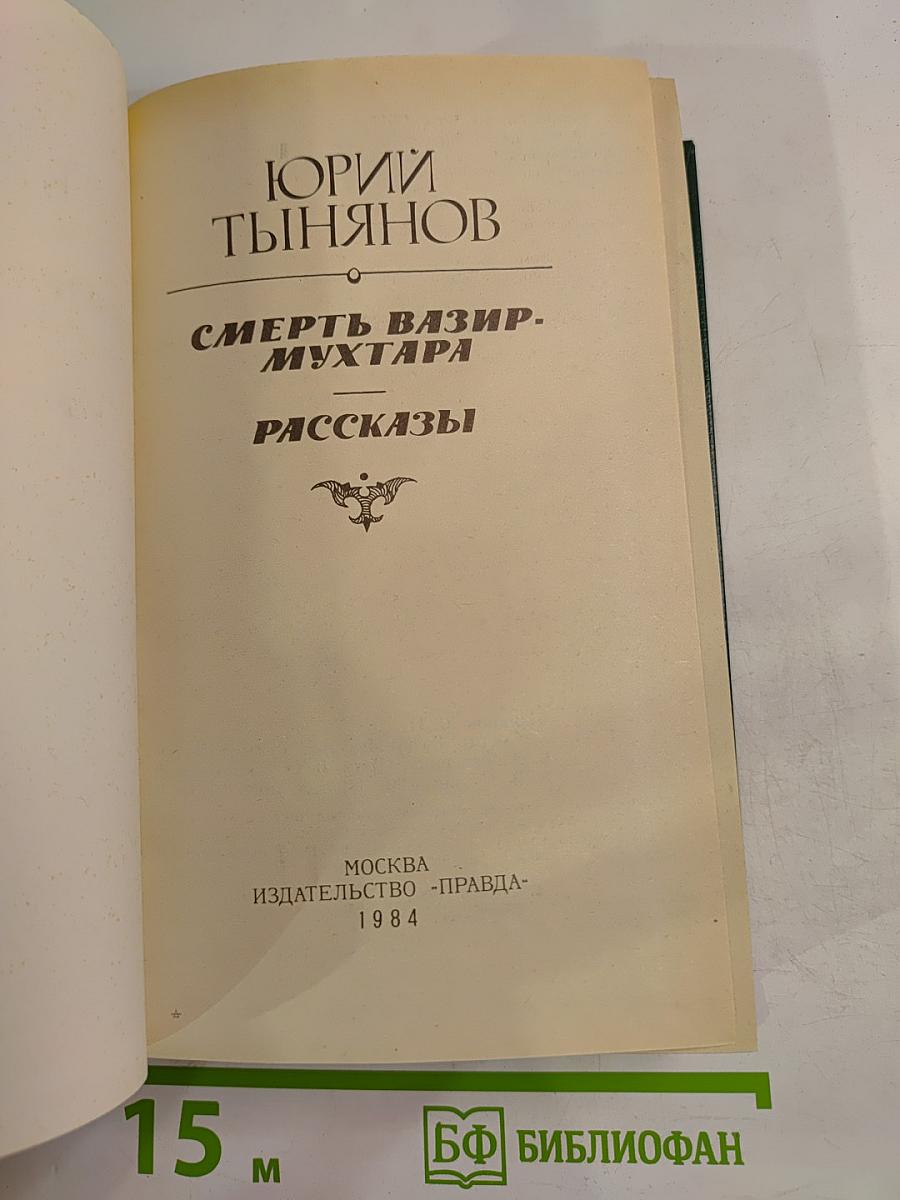 ЮРИЙ
ТЫНЯНОВ
СМЕРТЬ ВАЗИР-
МУХТАРА
РАССКАЗЫ
МОСКВА
ИЗДАТЕЛЬСТВО «ПРАВДА»
1984
15 м
БФ БИБЛИОФАН